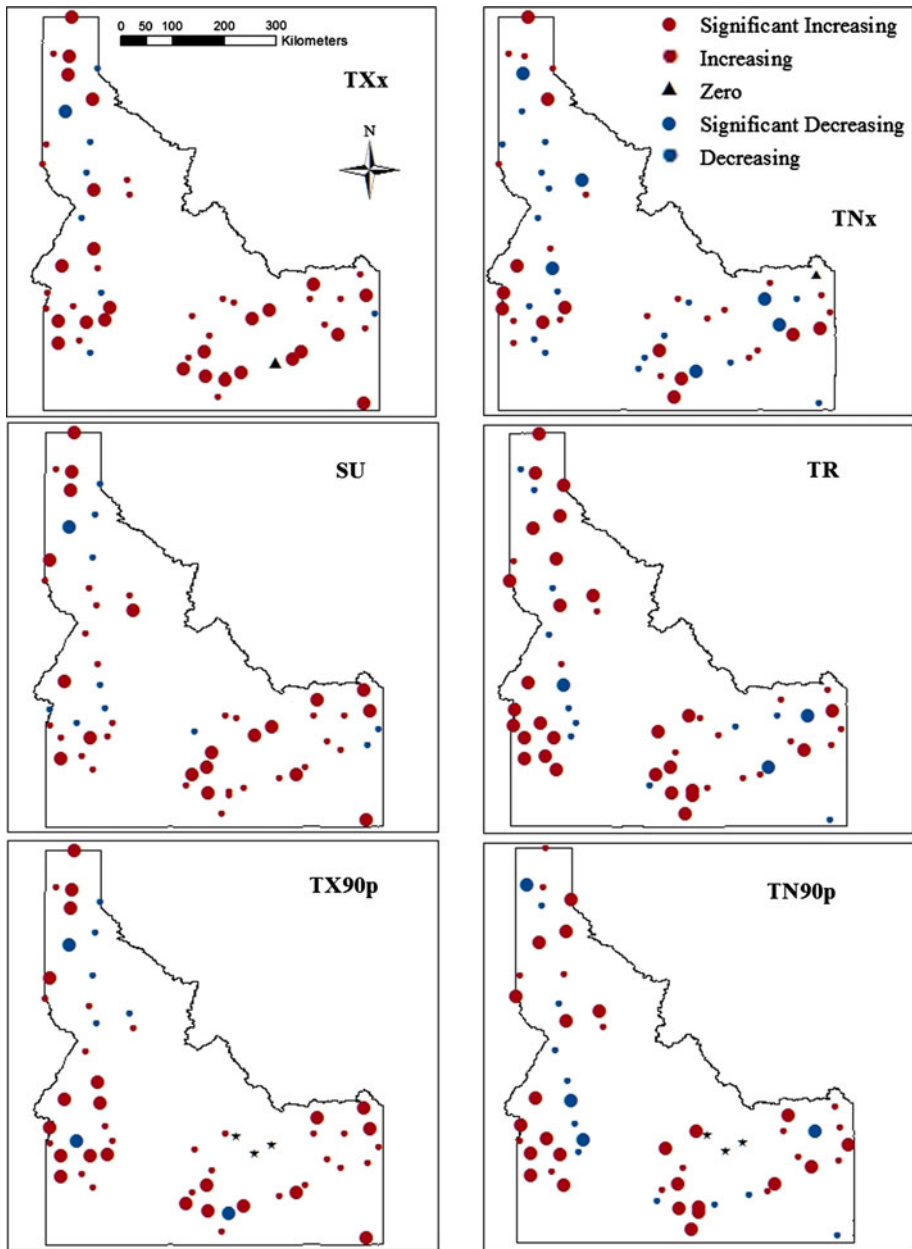 0 50 100 200 300
Kilometers
TXx
N
Significant Increasing
Increasing
Zero
Significant Decreasing
Decreasing
TNx
SU
TR
TX90p
TN90p